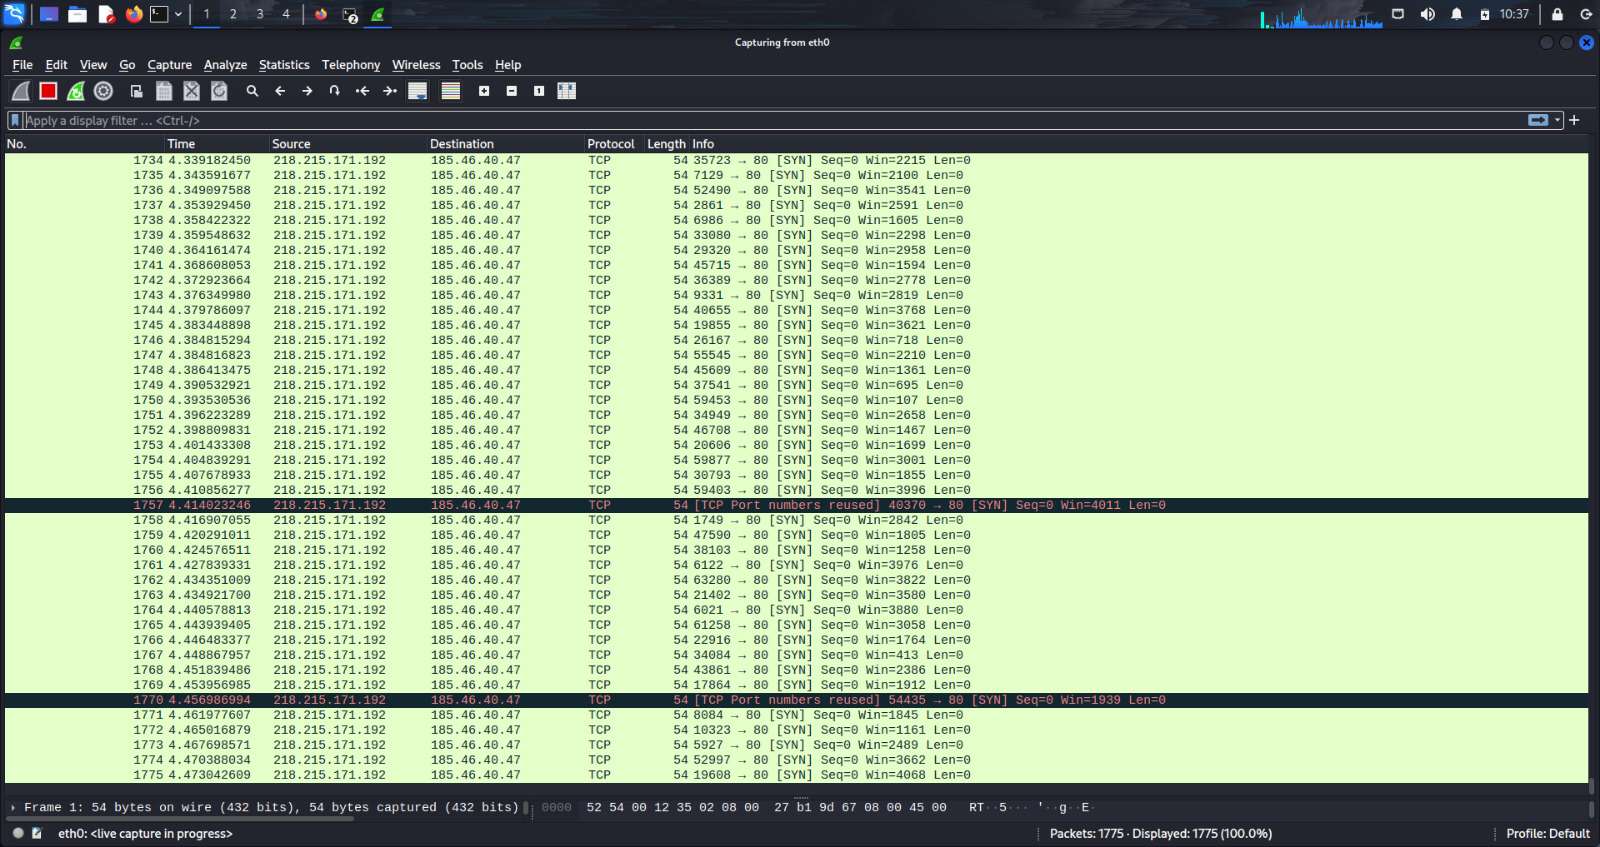 1 2 3 4 2 10:37
Capturing from eth0
File Edit View Go Capture Analyze Statistics Telephony Wireless Tools Help
Apply a display filter ... <Ctrl-/>
No. Time Source Destination Protocol Length Info
1734 4.339182450 218.215.171.192 185.46.40.47 TCP 54 35723 → 80 [SYN] Seq=0 Win=2215 Len=0
1735 4.343591677 218.215.171.192 185.46.40.47 TCP 54 7129 → 80 [SYN] Seq=0 Win=2100 Len=0
1736 4.349097588 218.215.171.192 185.46.40.47 TCP 54 52490 → 80 [SYN] Seq=0 Win=3541 Len=0
1737 4.353929450 218.215.171.192 185.46.40.47 TCP 54 2861 → 80 [SYN] Seq=0 Win=2591 Len=0
1738 4.358422322 218.215.171.192 185.46.40.47 TCP 54 6986 → 80 [SYN] Seq=0 Win=1605 Len=0
1739 4.359548632 218.215.171.192 185.46.40.47 TCP 54 33080 → 80 [SYN] Seq=0 Win=2298 Len=0
1740 4.364161474 218.215.171.192 185.46.40.47 TCP 54 29320 → 80 [SYN] Seq=0 Win=2958 Len=0
1741 4.368608053 218.215.171.192 185.46.40.47 TCP 54 45715 → 80 [SYN] Seq=0 Win=1594 Len=0
1742 4.372923664 218.215.171.192 185.46.40.47 TCP 54 36389 → 80 [SYN] Seq=0 Win=2778 Len=0
1743 4.376349980 218.215.171.192 185.46.40.47 TCP 54 9331 → 80 [SYN] Seq=0 Win=2819 Len=0
1744 4.379786097 218.215.171.192 185.46.40.47 TCP 54 40655 → 80 [SYN] Seq=0 Win=3768 Len=0
1745 4.383448898 218.215.171.192 185.46.40.47 TCP 54 19855 → 80 [SYN] Seq=0 Win=3621 Len=0
1746 4.384815294 218.215.171.192 185.46.40.47 TCP 54 26167 → 80 [SYN] Seq=0 Win=718 Len=0
1747 4.384816823 218.215.171.192 185.46.40.47 TCP 54 55545 → 80 [SYN] Seq=0 Win=2210 Len=0
1748 4.386413475 218.215.171.192 185.46.40.47 TCP 54 45609 → 80 [SYN] Seq=0 Win=1361 Len=0
1749 4.390532921 218.215.171.192 185.46.40.47 TCP 54 37541 → 80 [SYN] Seq=0 Win=695 Len=0
1750 4.393530536 218.215.171.192 185.46.40.47 TCP 54 59453 → 80 [SYN] Seq=0 Win=107 Len=0
1751 4.396223289 218.215.171.192 185.46.40.47 TCP 54 34949 → 80 [SYN] Seq=0 Win=2658 Len=0
1752 4.398809831 218.215.171.192 185.46.40.47 TCP 54 46708 → 80 [SYN] Seq=0 Win=1467 Len=0
1753 4.401433308 218.215.171.192 185.46.40.47 TCP 54 20606 → 80 [SYN] Seq=0 Win=1699 Len=0
1754 4.404839291 218.215.171.192 185.46.40.47 TCP 54 59877 → 80 [SYN] Seq=0 Win=3001 Len=0
1755 4.407678933 218.215.171.192 185.46.40.47 TCP 54 30793 → 80 [SYN] Seq=0 Win=1855 Len=0
1756 4.410856277 218.215.171.192 185.46.40.47 TCP 54 59403 → 80 [SYN] Seq=0 Win=3996 Len=0
1757 4.414023246 218.215.171.192 185.46.40.47 TCP 54 [TCP Port numbers reused] 40370 → 80 [SYN] Seq=0 Win=4011 Len=0
1758 4.416907055 218.215.171.192 185.46.40.47 TCP 54 1749 → 80 [SYN] Seq=0 Win=2842 Len=0
1759 4.420291011 218.215.171.192 185.46.40.47 TCP 54 47590 → 80 [SYN] Seq=0 Win=1805 Len=0
1760 4.424576511 218.215.171.192 185.46.40.47 TCP 54 38103 → 80 [SYN] Seq=0 Win=1258 Len=0
1761 4.427839331 218.215.171.192 185.46.40.47 TCP 54 6122 → 80 [SYN] Seq=0 Win=3976 Len=0
1762 4.434351009 218.215.171.192 185.46.40.47 TCP 54 63280 → 80 [SYN] Seq=0 Win=3822 Len=0
1763 4.434921700 218.215.171.192 185.46.40.47 TCP 54 21402 → 80 [SYN] Seq=0 Win=3580 Len=0
1764 4.440578813 218.215.171.192 185.46.40.47 TCP 54 6021 → 80 [SYN] Seq=0 Win=3880 Len=0
1765 4.443939405 218.215.171.192 185.46.40.47 TCP 54 61258 → 80 [SYN] Seq=0 Win=3058 Len=0
1766 4.446483377 218.215.171.192 185.46.40.47 TCP 54 22916 → 80 [SYN] Seq=0 Win=1764 Len=0
1767 4.448867957 218.215.171.192 185.46.40.47 TCP 54 34084 → 80 [SYN] Seq=0 Win=413 Len=0
1768 4.451839486 218.215.171.192 185.46.40.47 TCP 54 43861 → 80 [SYN] Seq=0 Win=2386 Len=0
1769 4.453956985 218.215.171.192 185.46.40.47 TCP 54 17864 → 80 [SYN] Seq=0 Win=1912 Len=0
1770 4.456986994 218.215.171.192 185.46.40.47 TCP 54 [TCP Port numbers reused] 54435 → 80 [SYN] Seq=0 Win=1939 Len=0
1771 4.461977607 218.215.171.192 185.46.40.47 TCP 54 8084 → 80 [SYN] Seq=0 Win=1845 Len=0
1772 4.465016879 218.215.171.192 185.46.40.47 TCP 54 10323 → 80 [SYN] Seq=0 Win=1161 Len=0
1773 4.467698571 218.215.171.192 185.46.40.47 TCP 54 5927 → 80 [SYN] Seq=0 Win=2489 Len=0
1774 4.470388034 218.215.171.192 185.46.40.47 TCP 54 52997 → 80 [SYN] Seq=0 Win=3662 Len=0
1775 4.473042609 218.215.171.192 185.46.40.47 TCP 54 19608 → 80 [SYN] Seq=0 Win=4068 Len=0
Frame 1: 54 bytes on wire (432 bits), 54 bytes captured (432 bits) 0000 52 54 00 12 35 02 08 00 27 b1 9d 67 08 00 45 00 RT··5··· '··g··E·
eth0: <live capture in progress> Packets: 1775 · Displayed: 1775 (100.0%) Profile: Default